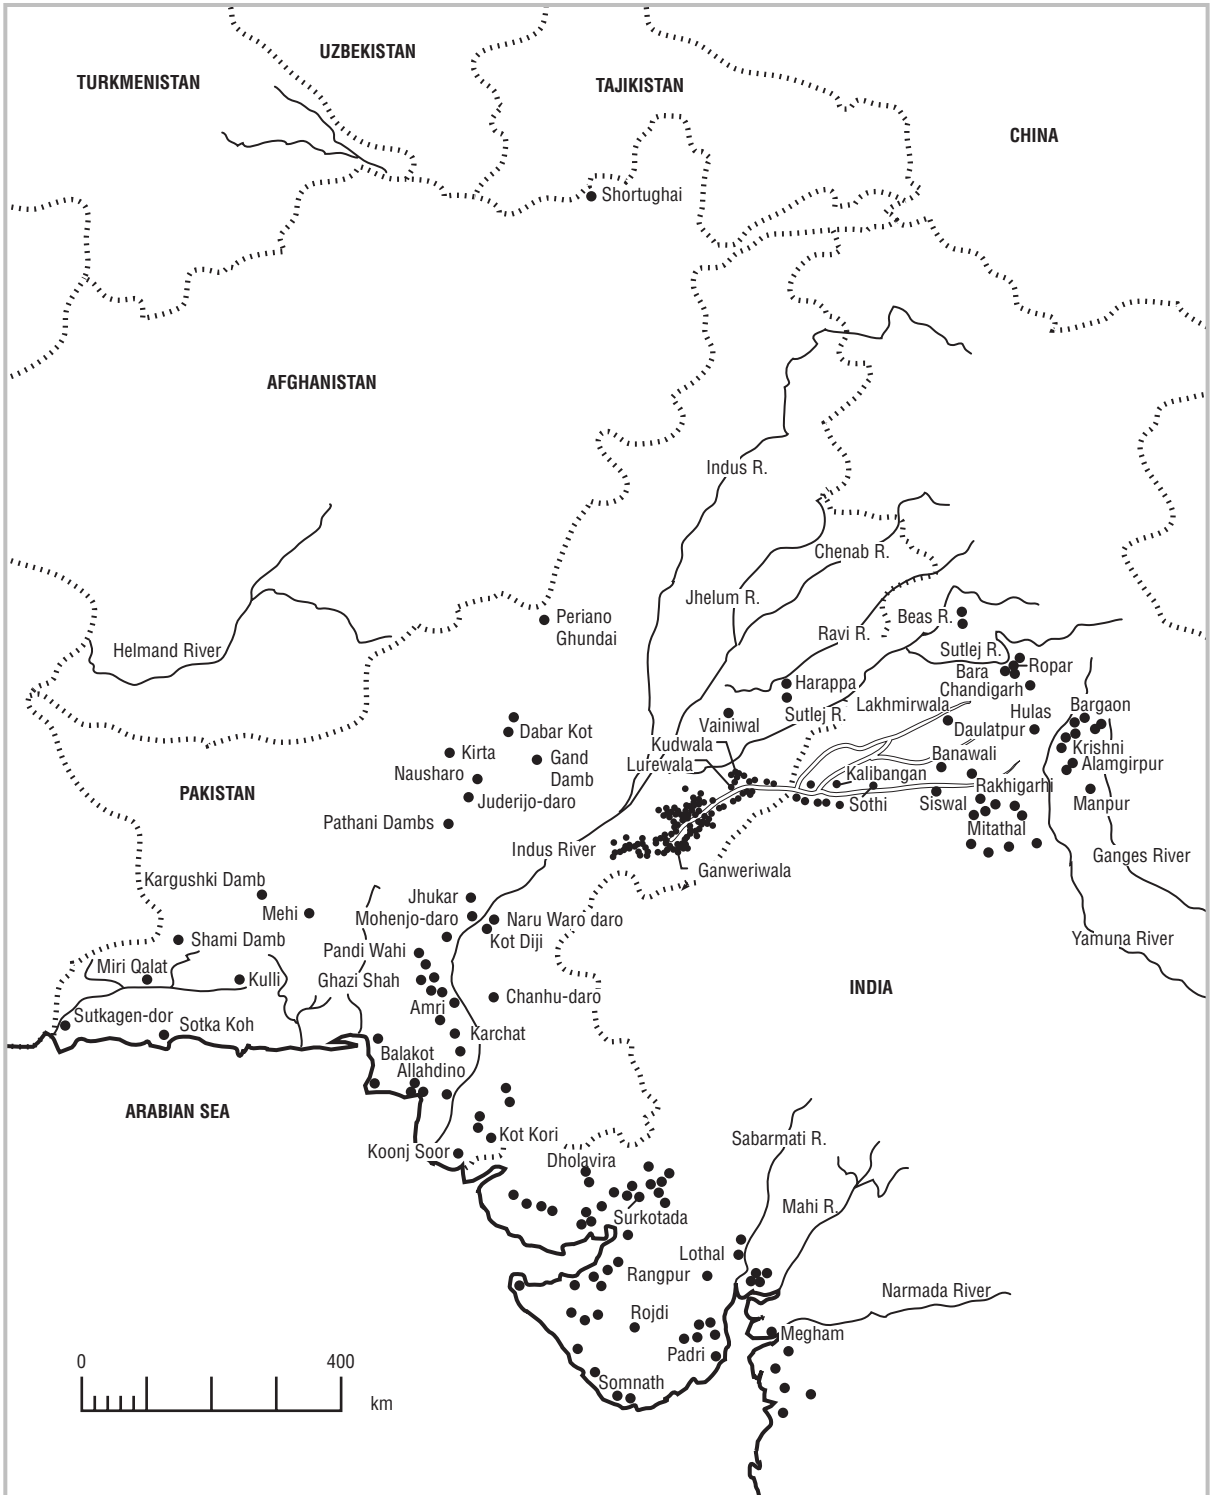 UZBEKISTAN
TURKMENISTAN
TAJIKISTAN
CHINA
Shortughai
AFGHANISTAN
Indus R.
Chenab R.
Jhelum R.
Periano
Ghundai
Beas R.
Ravi R.
Helmand River
Sutlej R.
Ropar
Bara
Harappa
Chandigarh
Lakhmirwala
Bargaon
Sutlej R.
Hulas
Vainiwal
Daulatpur
Dabar Kot
Kudwala
Krishni
Kirta
Banawali
Gand
Damb
Lurewala
Alamgirpur
Nausharo
Kalibangan
Rakhigarhi
PAKISTAN
Juderijo-daro
Sothi
Siswal
Manpur
Pathani Dambs
Mitathal
Indus River
Ganges River
Ganweriwala
Kargushki Damb
Jhukar
Mehi
Mohenjo-daro
Naru Waro daro
Shami Damb
Kot Diji
Yamuna River
Pandi Wahi
Miri Qalat
Kulli
Ghazi Shah
INDIA
Chanhu-daro
Amri
Sutkagen-dor
Sotka Koh
Karchat
Balakot
Allahdino
ARABIAN SEA
Kot Kori
Sabarmati R.
Koonj Soor
Dholavira
Mahi R.
Surkotada
Lothal
Rangpur
Narmada River
Rojdi
Megham
Padri
0
400
Somnath
km